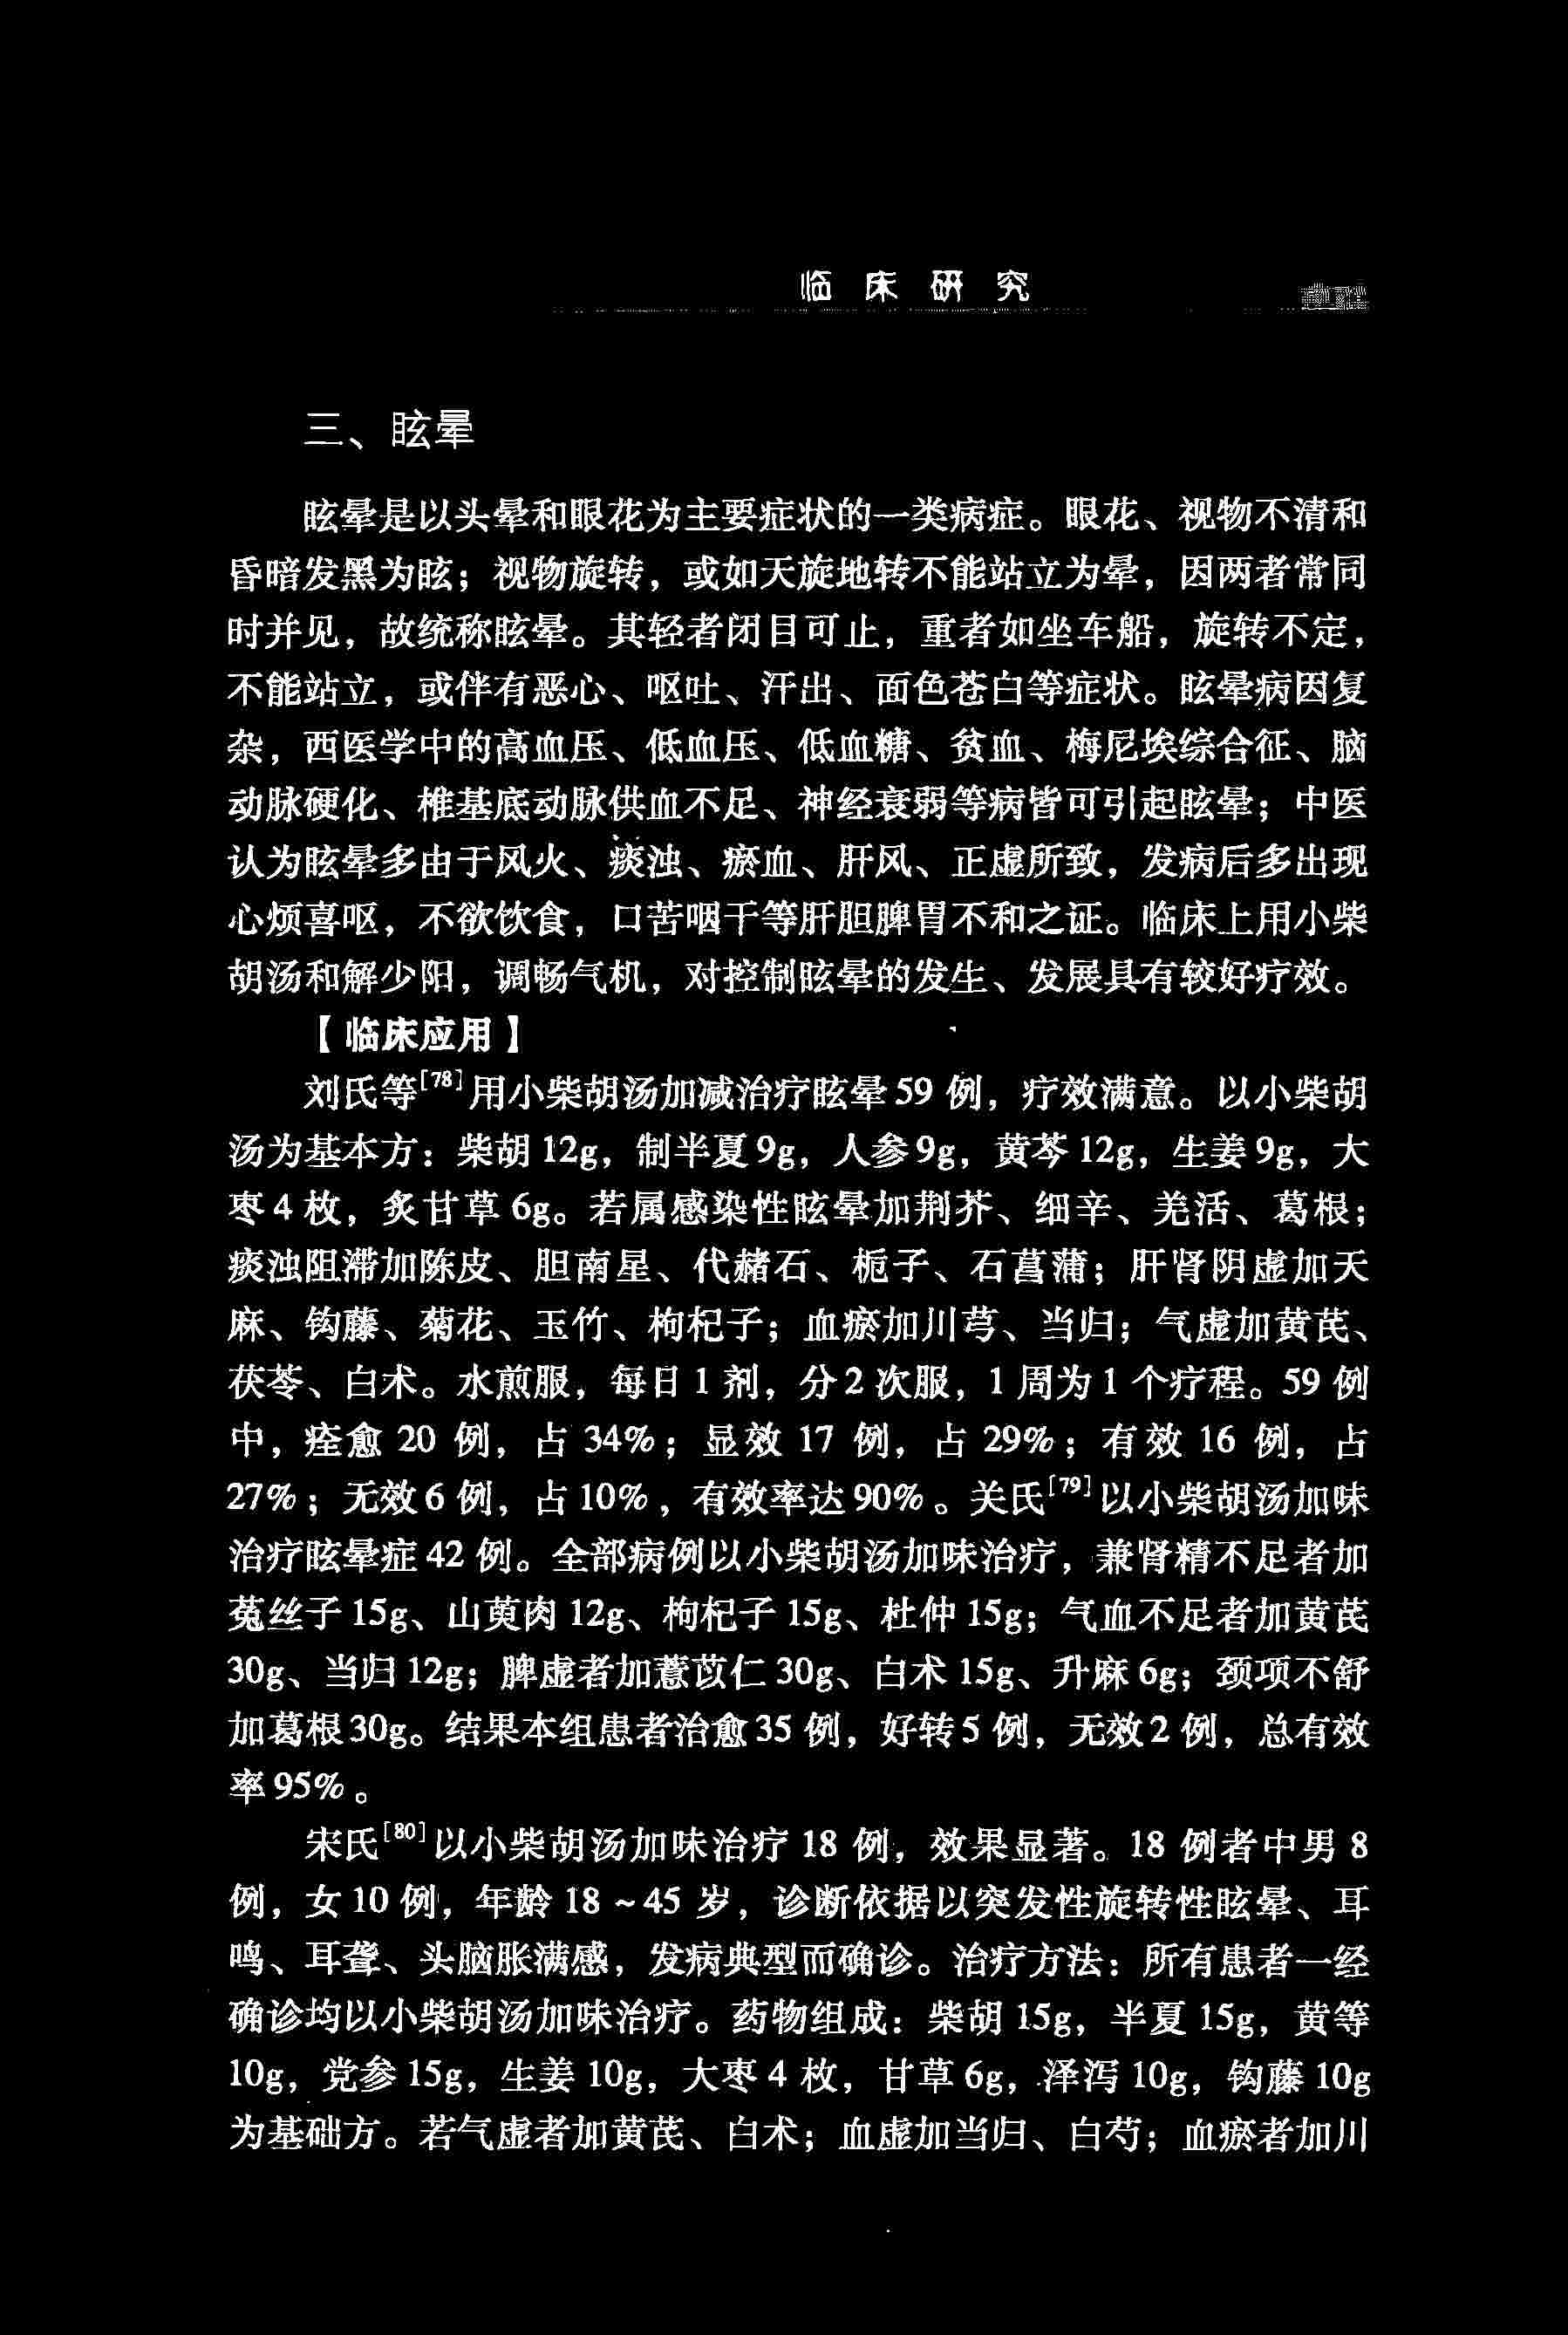 临床研究
三、眩晕
眩晕是以头晕和眼花为主要症状的一类病症。眼花、视物不清和
昏暗发黑为眩；视物旋转，或如天旋地转不能站立为晕，因两者常同
时并见，故统称眩晕。其轻者闭目可止，重者如坐车船，旋转不定，
不能站立，或伴有恶心、呕吐、汗出、面色苍白等症状。眩晕病因复
杂，西医学中的高血压、低血压、低血糖、贫血、梅尼埃综合征、脑
动脉硬化、椎基底动脉供血不足、神经衰弱等病皆可引起眩晕；中医
认为眩晕多由于风火、痰浊、瘀血、肝风、正虚所致，发病后多出现
心烦喜呕，不欲饮食，口苦咽干等肝胆脾胃不和之证。临床上用小柴
胡汤和解少阳，调畅气机，对控制眩晕的发生、发展具有较好疗效。
【临床应用】
刘氏等[78]用小柴胡汤加减治疗眩晕59例，疗效满意。以小柴胡
汤为基本方：柴胡12g，制半夏9g，人参9g，黄芩12g，生姜9g，大
枣4枚，炙甘草6g。若属感染性眩晕加荆芥、细辛、羌活、葛根；
痰浊阻滞加陈皮、胆南星、代赭石、栀子、石菖蒲；肝肾阴虚加天
麻、钩藤、菊花、玉竹、枸杞子；血瘀加川芎、当归；气虚加黄芪、
茯苓、白术。水煎服，每日1剂，分2次服，1周为1个疗程。59例
中，痊愈20例，占34%；显效17例，占29%；有效16例，占
27%；无效6例，占10%，有效率达90%。关氏[79]以小柴胡汤加味
治疗眩晕症42例。全部病例以小柴胡汤加味治疗，兼肾精不足者加
菟丝子15g、山萸肉12g、枸杞子15g、杜仲15g；气血不足者加黄芪
30g、当归12g；脾虚者加薏苡仁30g、白术15g、升麻6g；颈项不舒
加葛根30g。结果本组患者治愈35例，好转5例，无效2例，总有效
率95%。
宋氏[80]以小柴胡汤加味治疗18例，效果显著。18例者中男8
例，女10例，年龄18~45岁，诊断依据以突发性旋转性眩晕、耳
鸣、耳聋、头脑胀满感，发病典型而确诊。治疗方法：所有患者一经
确诊均以小柴胡汤加味治疗。药物组成：柴胡15g，半夏15g，黄等
10g，党参15g，生姜10g，大枣4枚，甘草6g，泽泻10g，钩藤10g
为基础方。若气虚者加黄芪、白术；血虚加当归、白芍；血瘀者加川